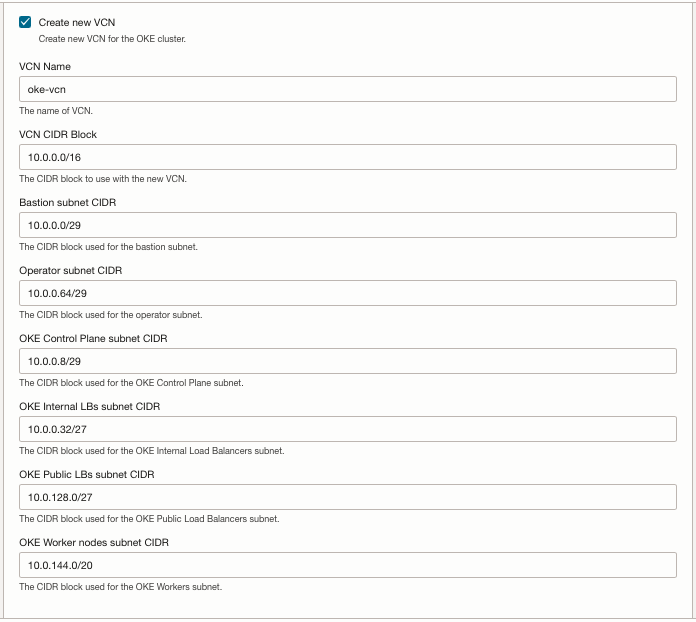 Create new VCN
Create new VCN for the OKE cluster.
VCN Name
oke-vcn
The name of VCN.
VCN CIDR Block
10.0.0.0/16
The CIDR block to use with the new VCN.
Bastion subnet CIDR
10.0.0.0/29
The CIDR block used for the bastion subnet.
Operator subnet CIDR
10.0.0.64/29
The CIDR block used for the operator subnet.
OKE Control Plane subnet CIDR
10.0.0.8/29
The CIDR block used for the OKE Control Plane subnet.
OKE Internal LBs subnet CIDR
10.0.0.32/27
The CIDR block used for the OKE Internal Load Balancers subnet.
OKE Public LBs subnet CIDR
10.0.128.0/27
The CIDR block used for the OKE Public Load Balancers subnet.
OKE Worker nodes subnet CIDR
10.0.144.0/20
The CIDR block used for the OKE Workers subnet.